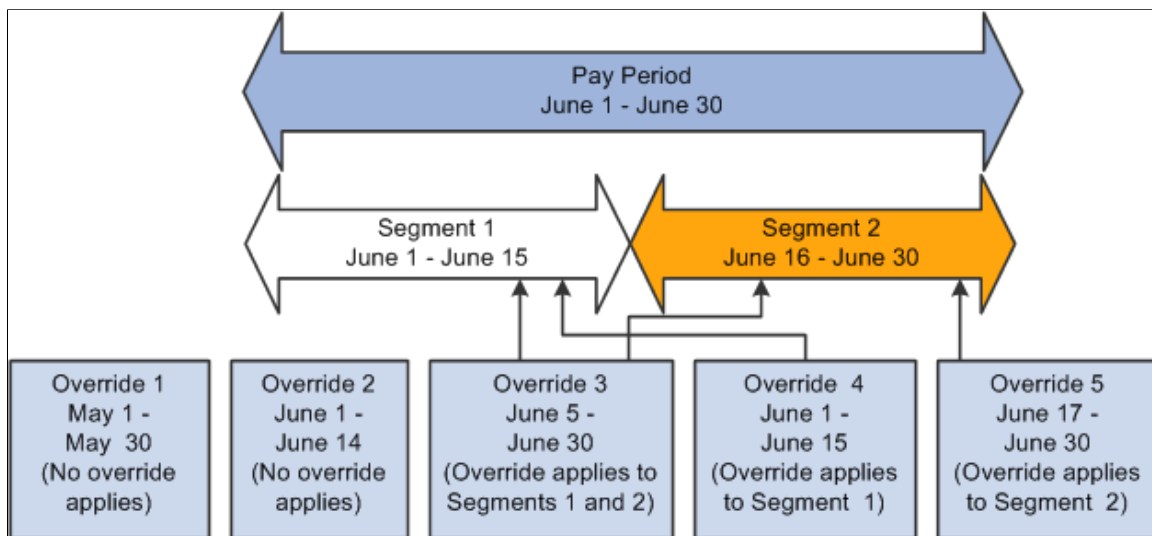 Pay Period
June 1 - June 30
Segment 1
June 1 - June 15
Segment 2
June 16 - June 30
Override 1
May 1 -
May 30
(No override
applies)
Override 2
June 1 -
June 14
(No override
applies)
Override 3
June 5 -
June 30
(Override applies to
Segments 1 and 2)
Override 4
June 1 -
June 15
(Override applies
to Segment 1)
Override 5
June 17 -
June 30
(Override applies
to Segment 2)